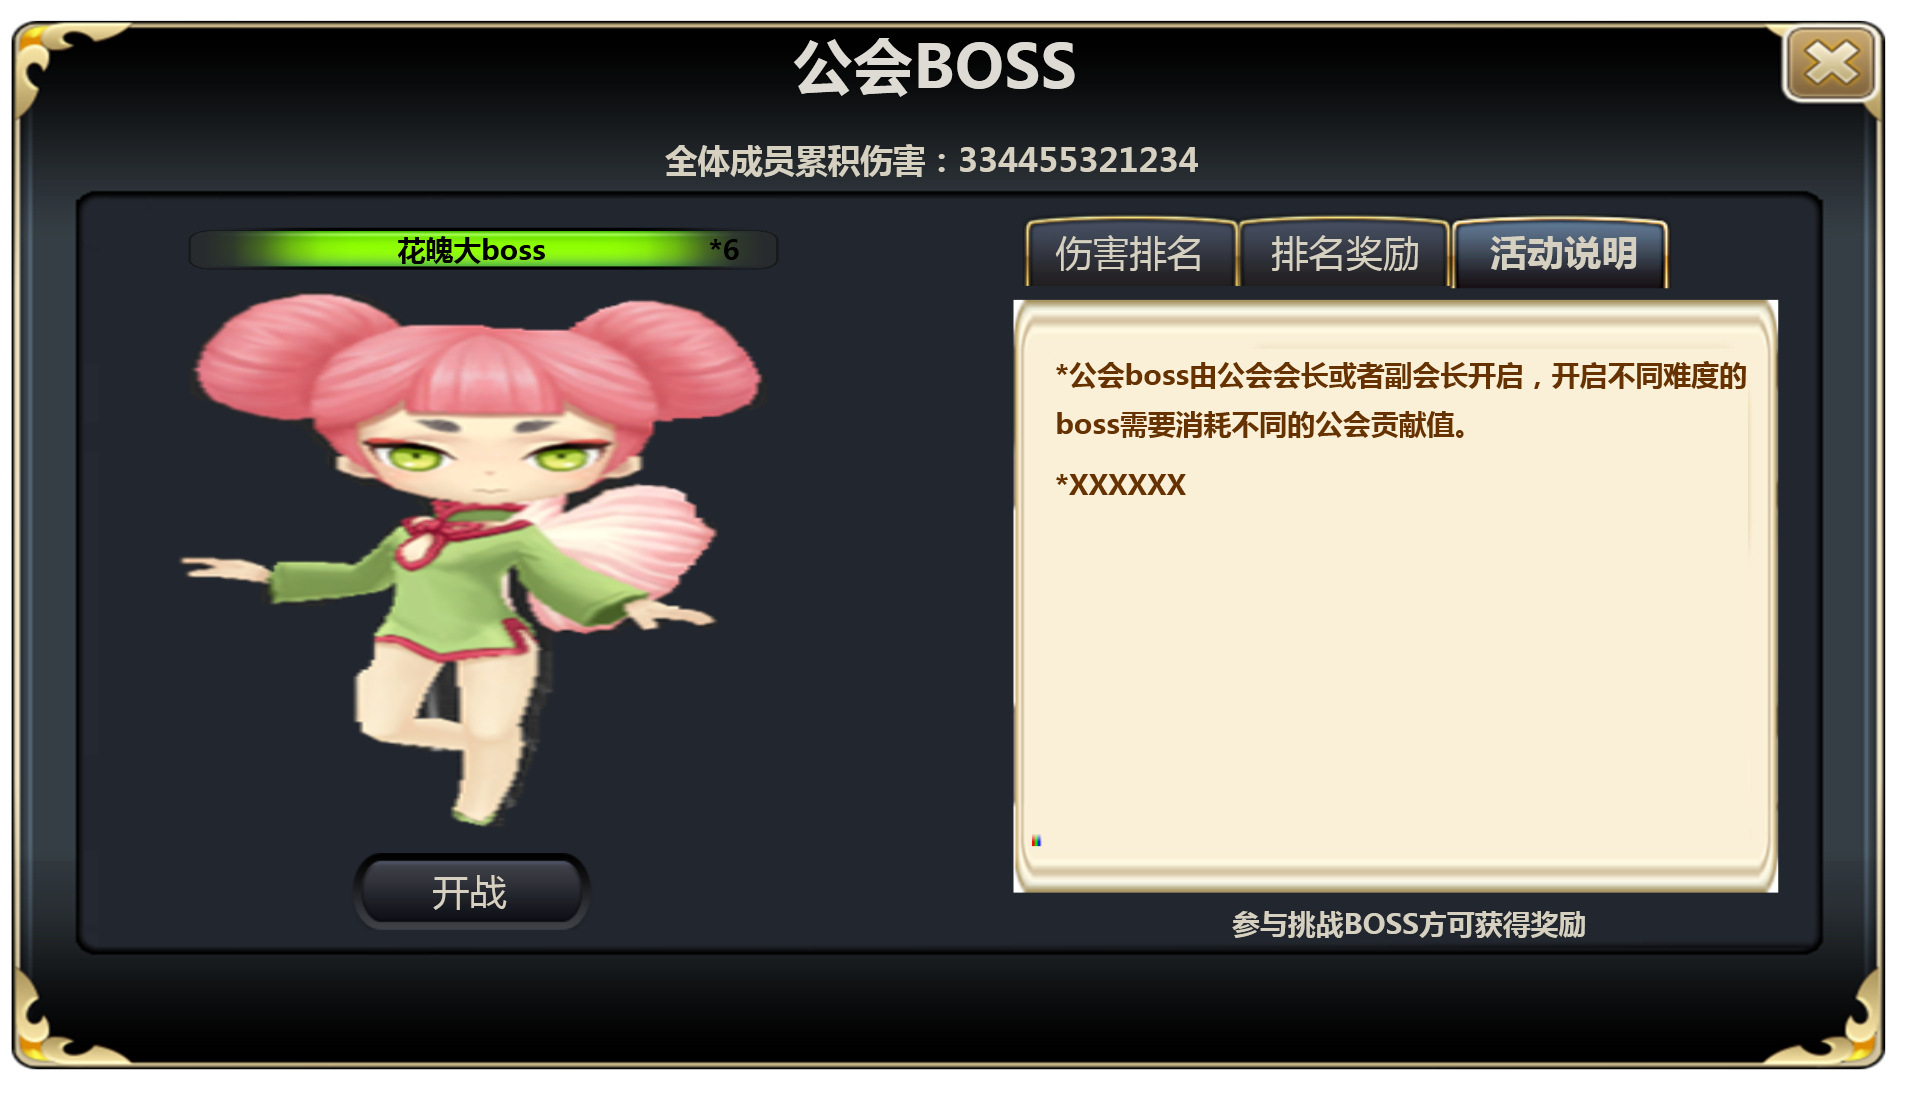 公会BOSS
全体成员累积伤害：334455321234
花魄大boss *6
伤害排名 排名奖励 活动说明
*公会boss由公会会长或者副会长开启，开启不同难度的
boss需要消耗不同的公会贡献值。
*XXXXXX
开战
参与挑战BOSS方可获得奖励